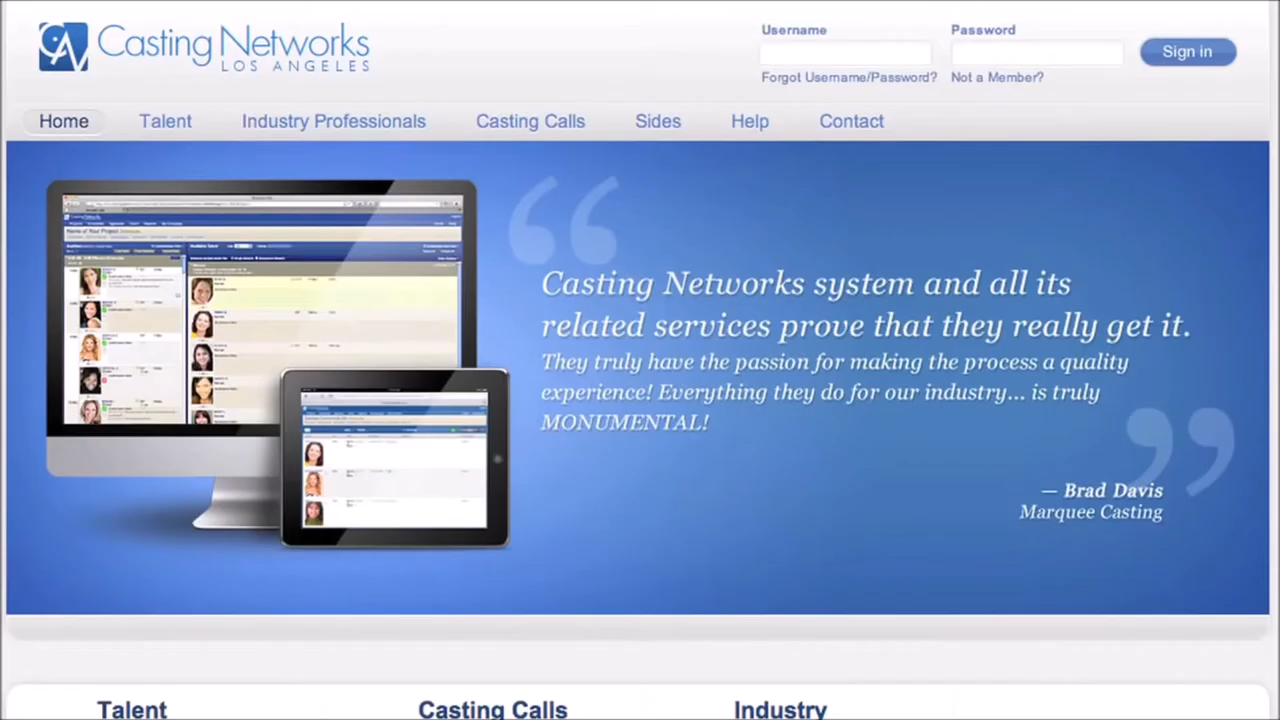 Casting Networks
LOS ANGELES
Username
Password
Sign in
Forgot Username/Password?
Not a Member?
Home
Talent
Industry Professionals
Casting Calls
Sides
Help
Contact
“
Casting Networks system and all its
related services prove that they really get it.
They truly have the passion for making the process a quality
experience! Everything they do for our industry... is truly
MONUMENTAL!
”
— Brad Davis
Marquee Casting
Talent
Casting Calls
Industry